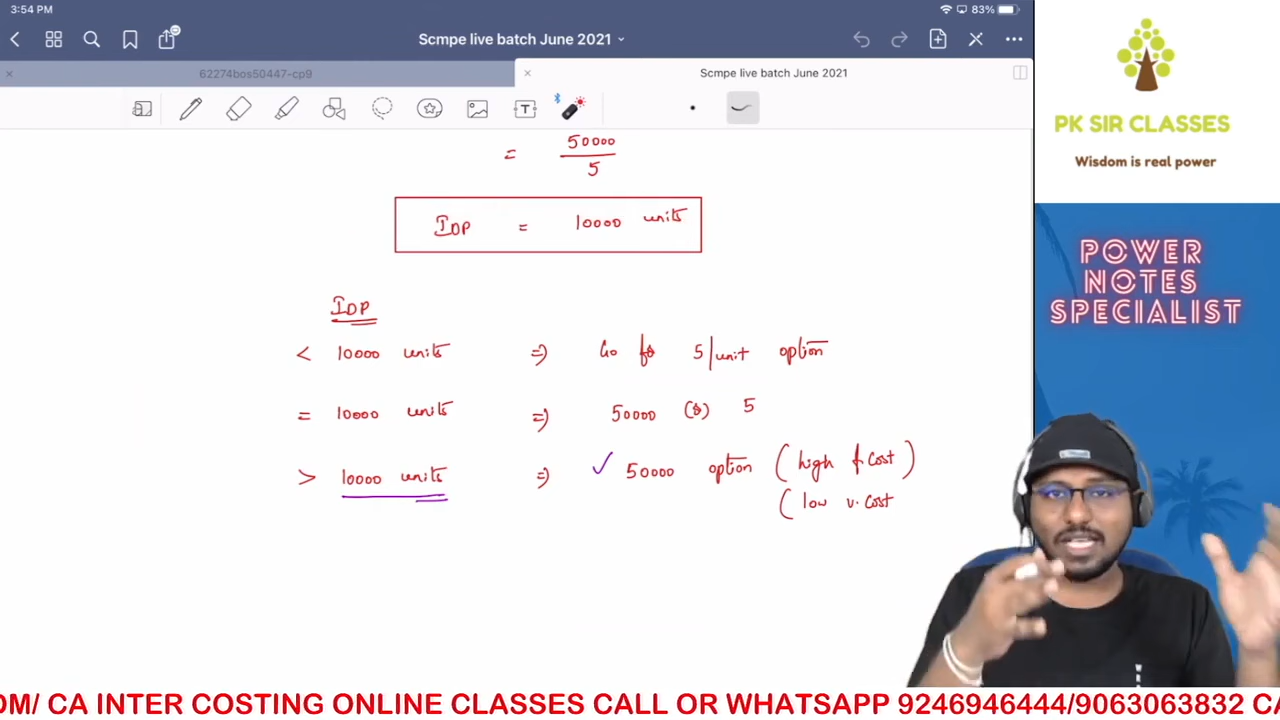 3:54 PM
83%
Scmpe live batch June 2021
62274bos50447-cp9
Scmpe live batch June 2021
PK SIR CLASSES
Wisdom is real power
= 50000
5
IDP = 10000 units
IDP
< 10000 units => Go for 5/unit option
= 10000 units => 50000 (or) 5
> 10000 units => ✓ 50000 option (high f. cost)
(low v. cost
POWER
NOTES
SPECIALIST
OM/ CA INTER COSTING ONLINE CLASSES CALL OR WHATSAPP 9246946444/9063063832 CA